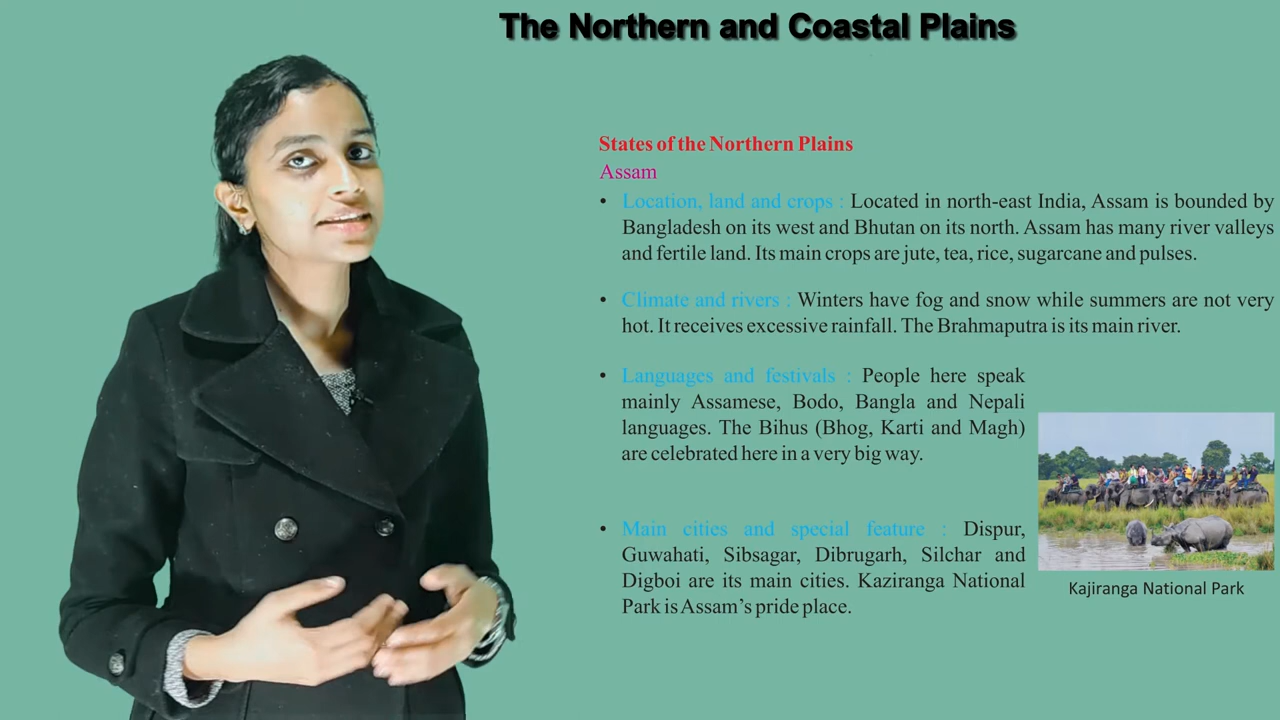 The Northern and Coastal Plains
States of the Northern Plains
Assam
• Location, land and crops : Located in north-east India, Assam is bounded by
Bangladesh on its west and Bhutan on its north. Assam has many river valleys
and fertile land. Its main crops are jute, tea, rice, sugarcane and pulses.
• Climate and rivers : Winters have fog and snow while summers are not very
hot. It receives excessive rainfall. The Brahmaputra is its main river.
• Languages and festivals : People here speak
mainly Assamese, Bodo, Bangla and Nepali
languages. The Bihus (Bhog, Karti and Magh)
are celebrated here in a very big way.
• Main cities and special feature : Dispur,
Guwahati, Sibsagar, Dibrugarh, Silchar and
Digboi are its main cities. Kaziranga National
Park is Assam's pride place.
Kajiranga National Park